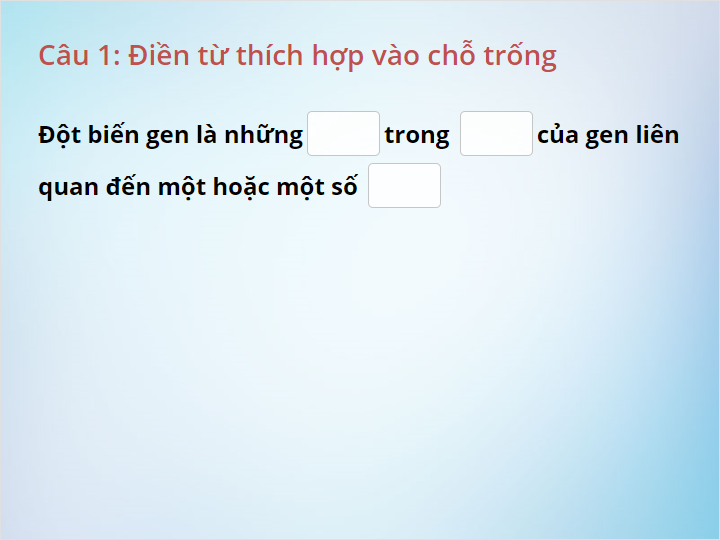 Câu 1: Điền từ thích hợp vào chỗ trống
Đột biến gen là những trong của gen liên
quan đến một hoặc một số